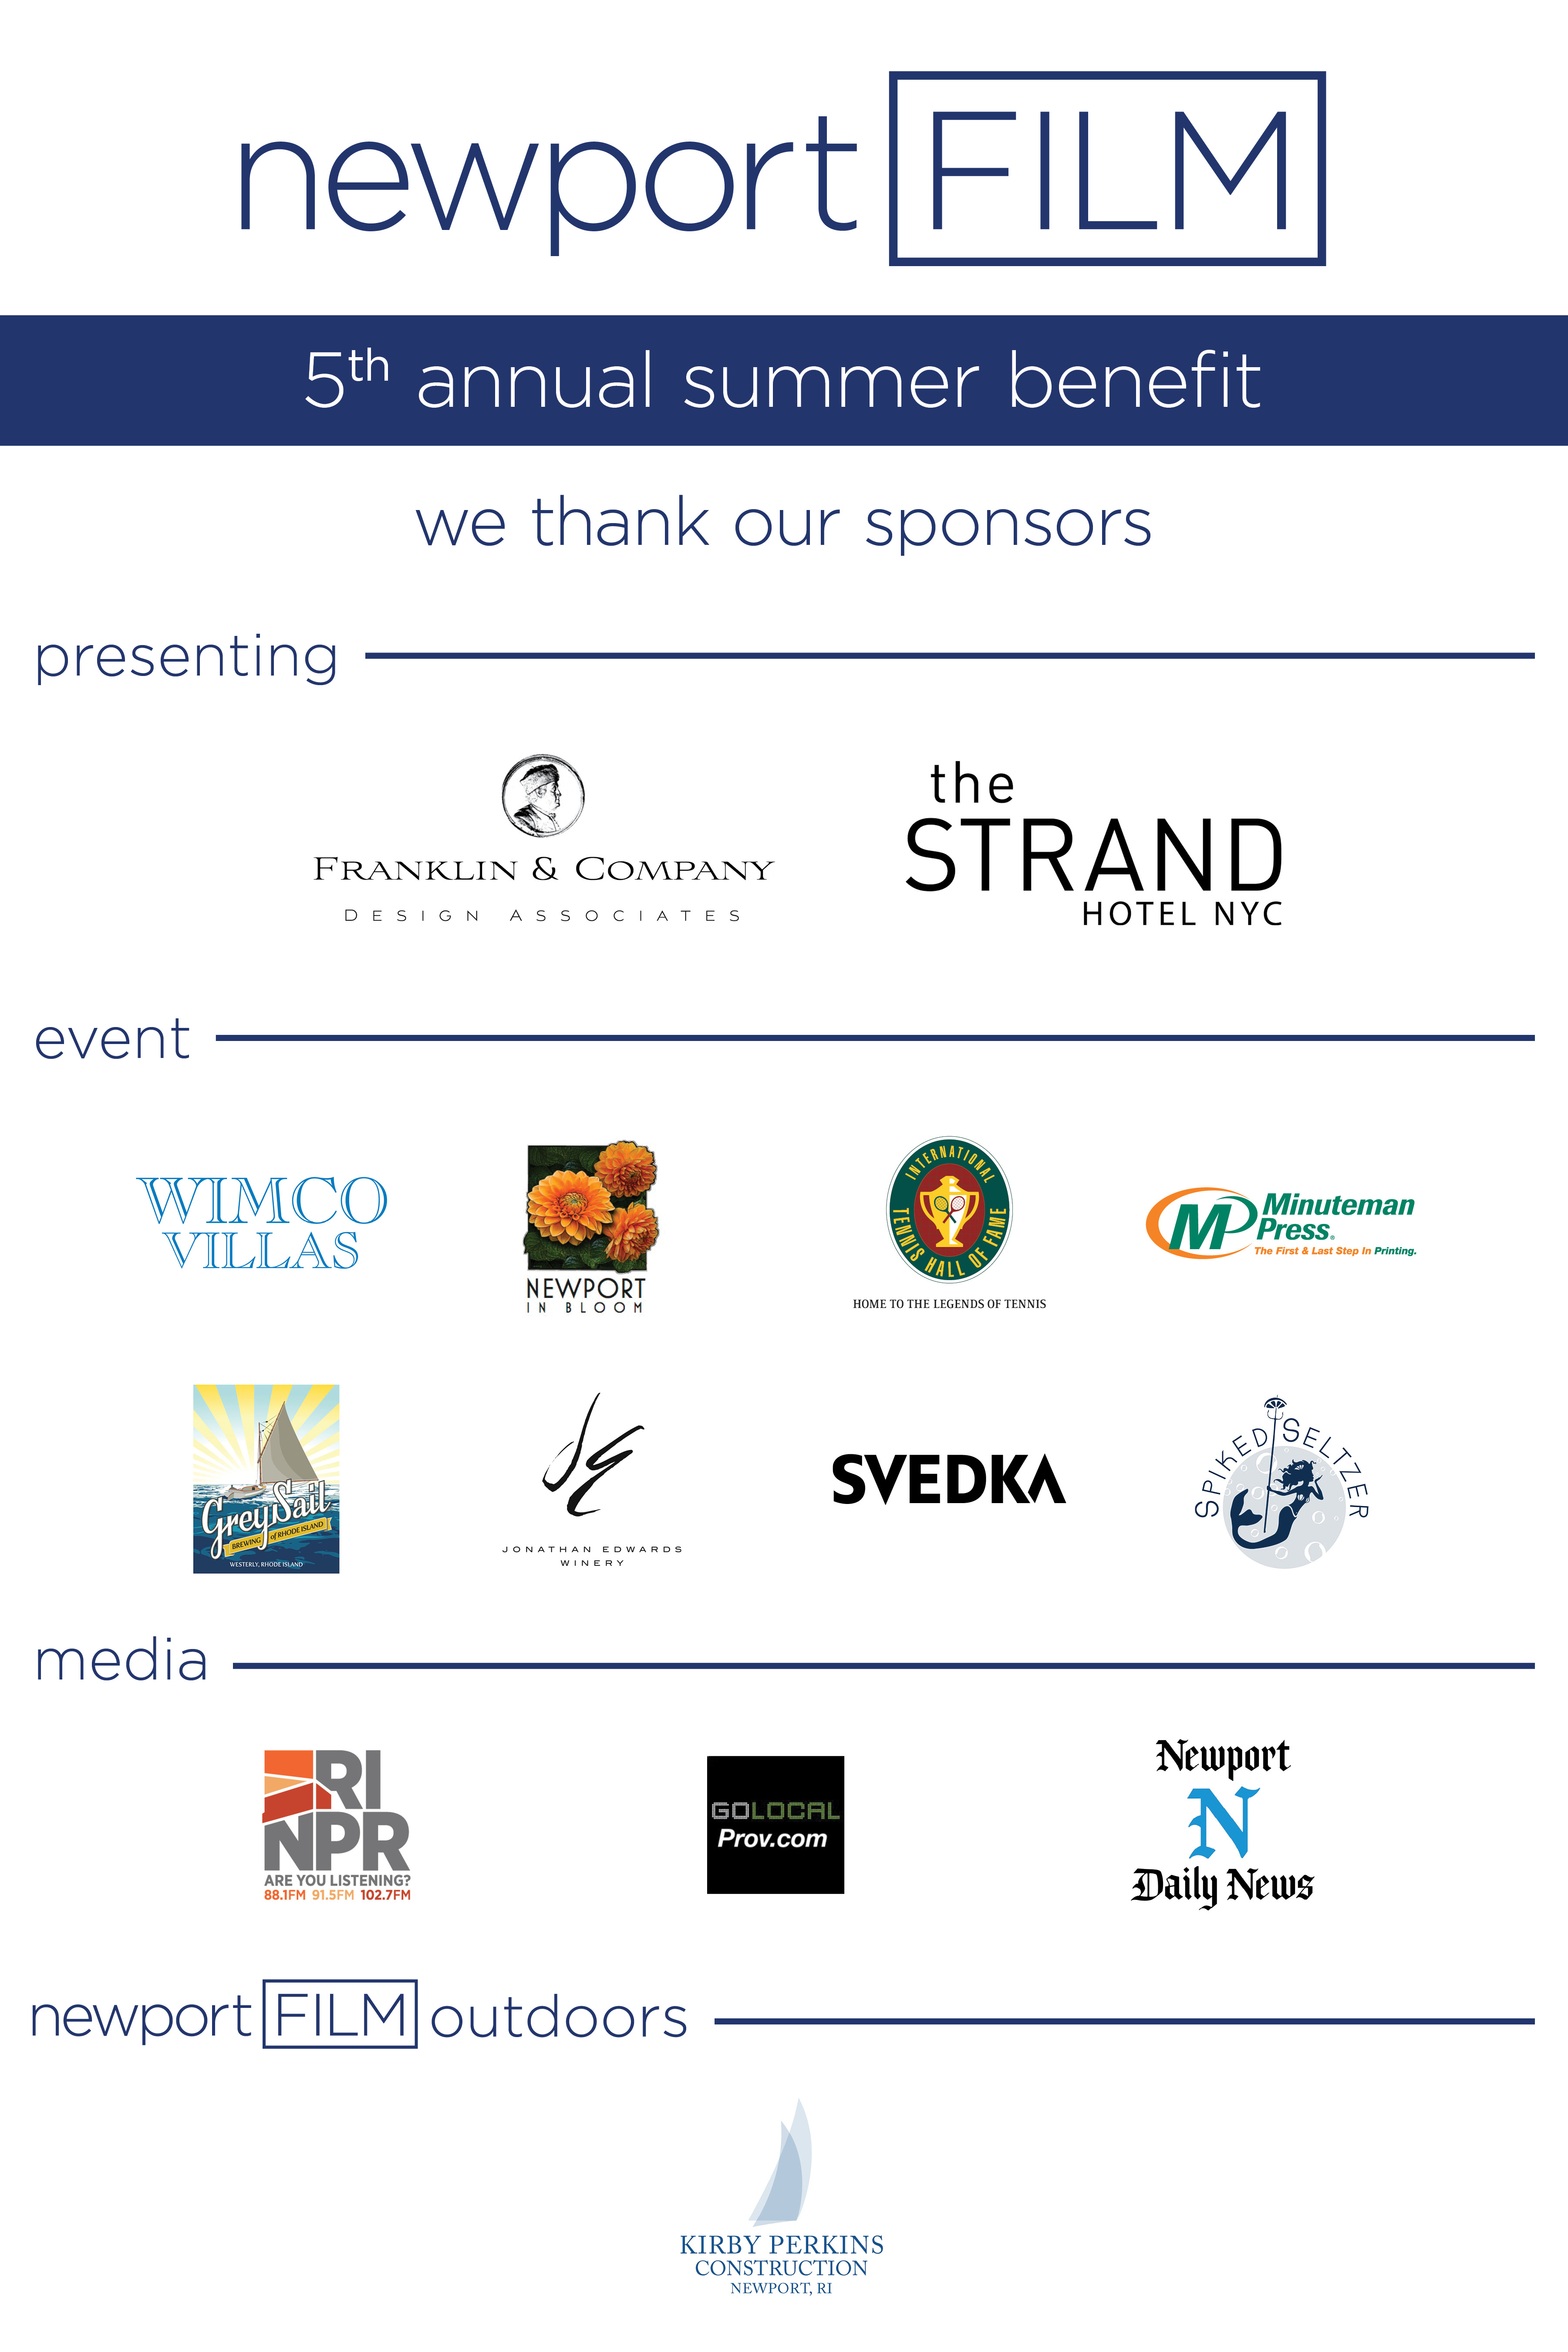 newport FILM
5th annual summer benefit
we thank our sponsors
presenting
FRANKLIN & COMPANY
DESIGN ASSOCIATES
the
STRAND
HOTEL NYC
event
WIMCO
VILLAS
NEWPORT
IN BLOOM
INTERNATIONAL
TENNIS HALL OF FAME
HOME TO THE LEGENDS OF TENNIS
MP Minuteman
Press®
The First & Last Step In Printing.
Grey Sail
BREWING of RHODE ISLAND
WESTERLY, RHODE ISLAND
JE
JONATHAN EDWARDS
WINERY
SVEDKA
SPIKED SELTZER
media
RI
NPR
ARE YOU LISTENING?
88.1FM 91.5FM 102.7FM
GOLOCAL
Prov.com
Newport
N
Daily News
newport FILM outdoors
KIRBY PERKINS
CONSTRUCTION
NEWPORT, RI